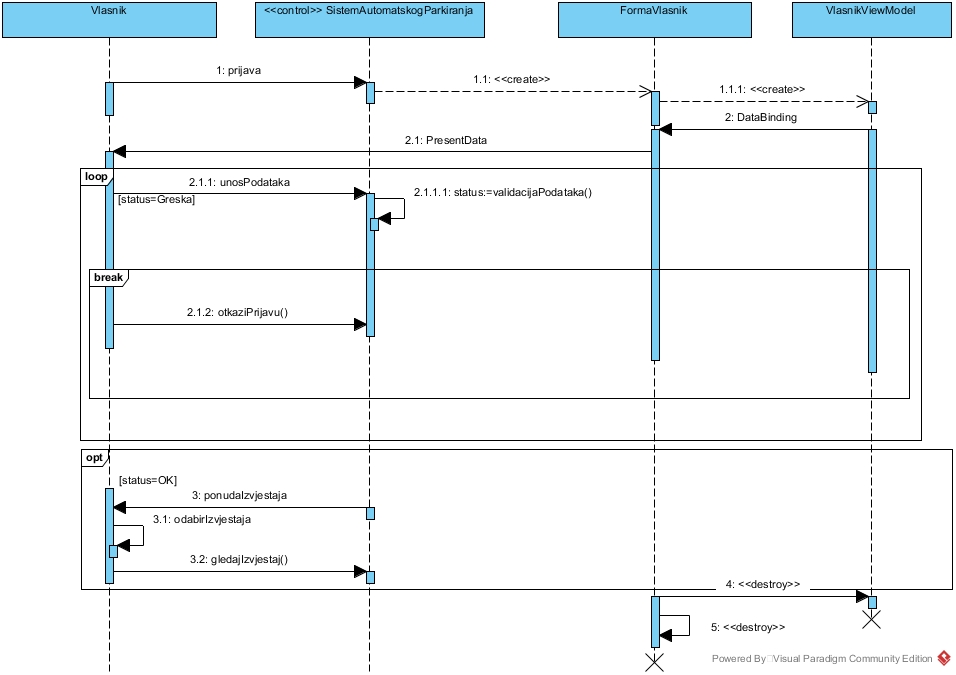 Vlasnik
<<control>> SistemAutomatskogParkiranja
FormaVlasnik
VlasnikViewModel
1: prijava
1.1: <<create>>
1.1.1: <<create>>
2: DataBinding
2.1: PresentData
loop
2.1.1: unosPodataka
[status=Greska]
2.1.1.1: status:=validacijaPodataka()
break
2.1.2: otkaziPrijavu()
opt
[status=OK]
3: ponudaIzvjestaja
3.1: odabirIzvjestaja
3.2: gledajIzvjestaj()
4: <<destroy>>
5: <<destroy>>
Powered By Visual Paradigm Community Edition